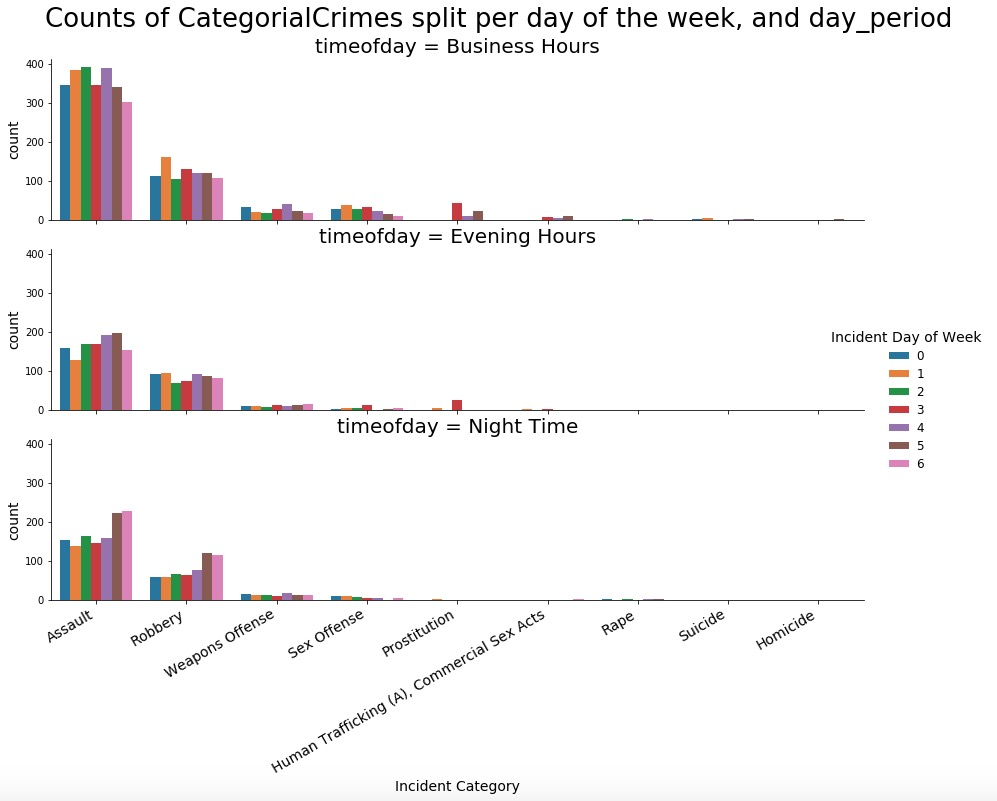 Counts of CategorialCrimes split per day of the week, and day_period
timeofday = Business Hours
400
300
200
100
0
count
timeofday = Evening Hours
400
300
200
100
0
count
timeofday = Night Time
400
300
200
100
0
count
Assault
Robbery
Weapons Offense
Sex Offense
Prostitution
Human Trafficking (A), Commercial Sex Acts
Rape
Suicide
Homicide
Incident Category
Incident Day of Week
0
1
2
3
4
5
6